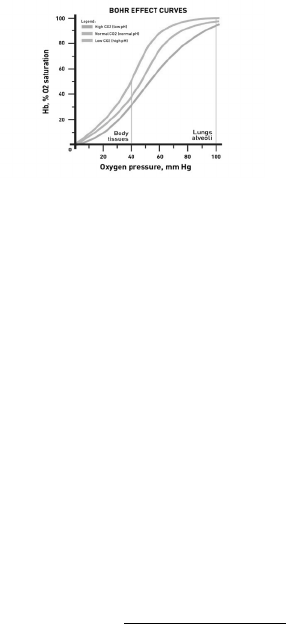 BOHR EFFECT CURVES
Legend:
High CO2 (low pH)
Normal CO2 (normal pH)
Low CO2 (high pH)
Hb, % O2 saturation
100
80
60
40
20
0
Body
tissues
Lungs
alveoli
20 40 60 80 100
Oxygen pressure, mm Hg